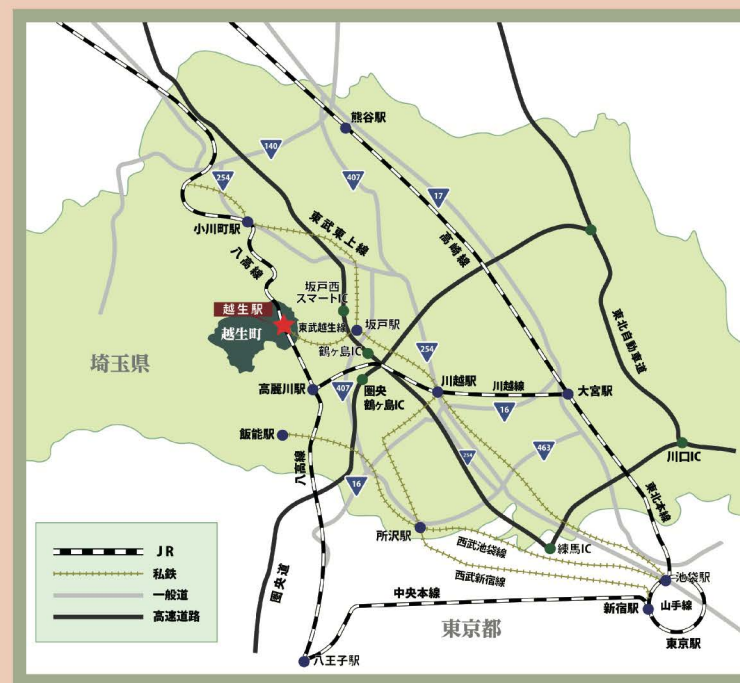 熊谷駅
140
254
407
17
東武東上線
高崎線
小川町駅
八高線
坂戸西
スマートIC
越生駅
越生町
東武越生線
坂戸駅
東北自動車道
埼玉県
鶴ヶ島IC
254
高麗川駅
407
圏央
鶴ヶ島IC
川越駅
川越線
大宮駅
16
飯能駅
八高線
254
463
川口IC
16
東北本線
所沢駅
西武池袋線
練馬IC
西武新宿線
池袋駅
圏央道
中央本線
新宿駅
山手線
東京都
東京駅
八王子駅
JR
私鉄
一般道
高速道路